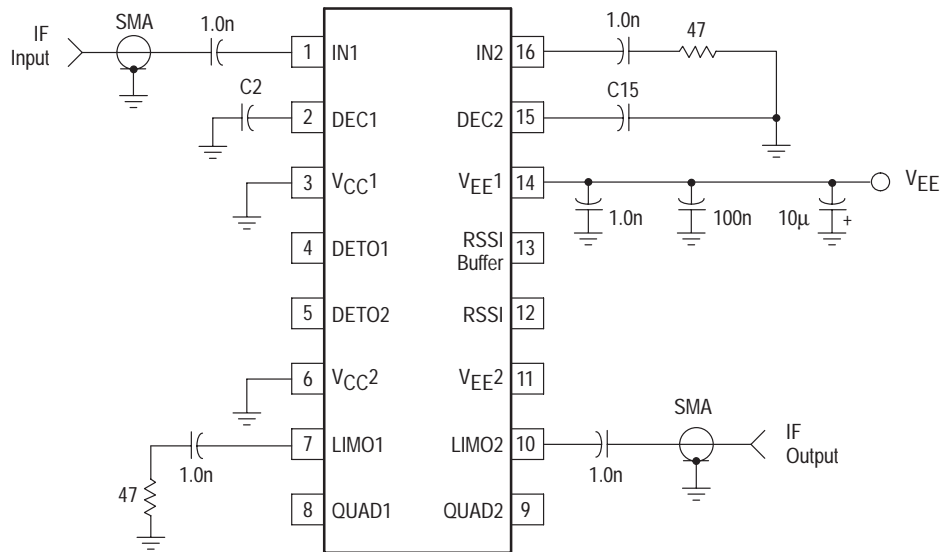 IF
Input
SMA
1.0n
1
IN1
C2
2
DEC1
3
VCC1
4
DETO1
5
DETO2
6
VCC2
7
LIMO1
1.0n
47
8
QUAD1
IN2
16
1.0n
47
DEC2
15
C15
VEE1
14
VEE
1.0n
100n
10μ
+
RSSI
Buffer
13
RSSI
12
VEE2
11
LIMO2
10
1.0n
SMA
IF
Output
QUAD2
9